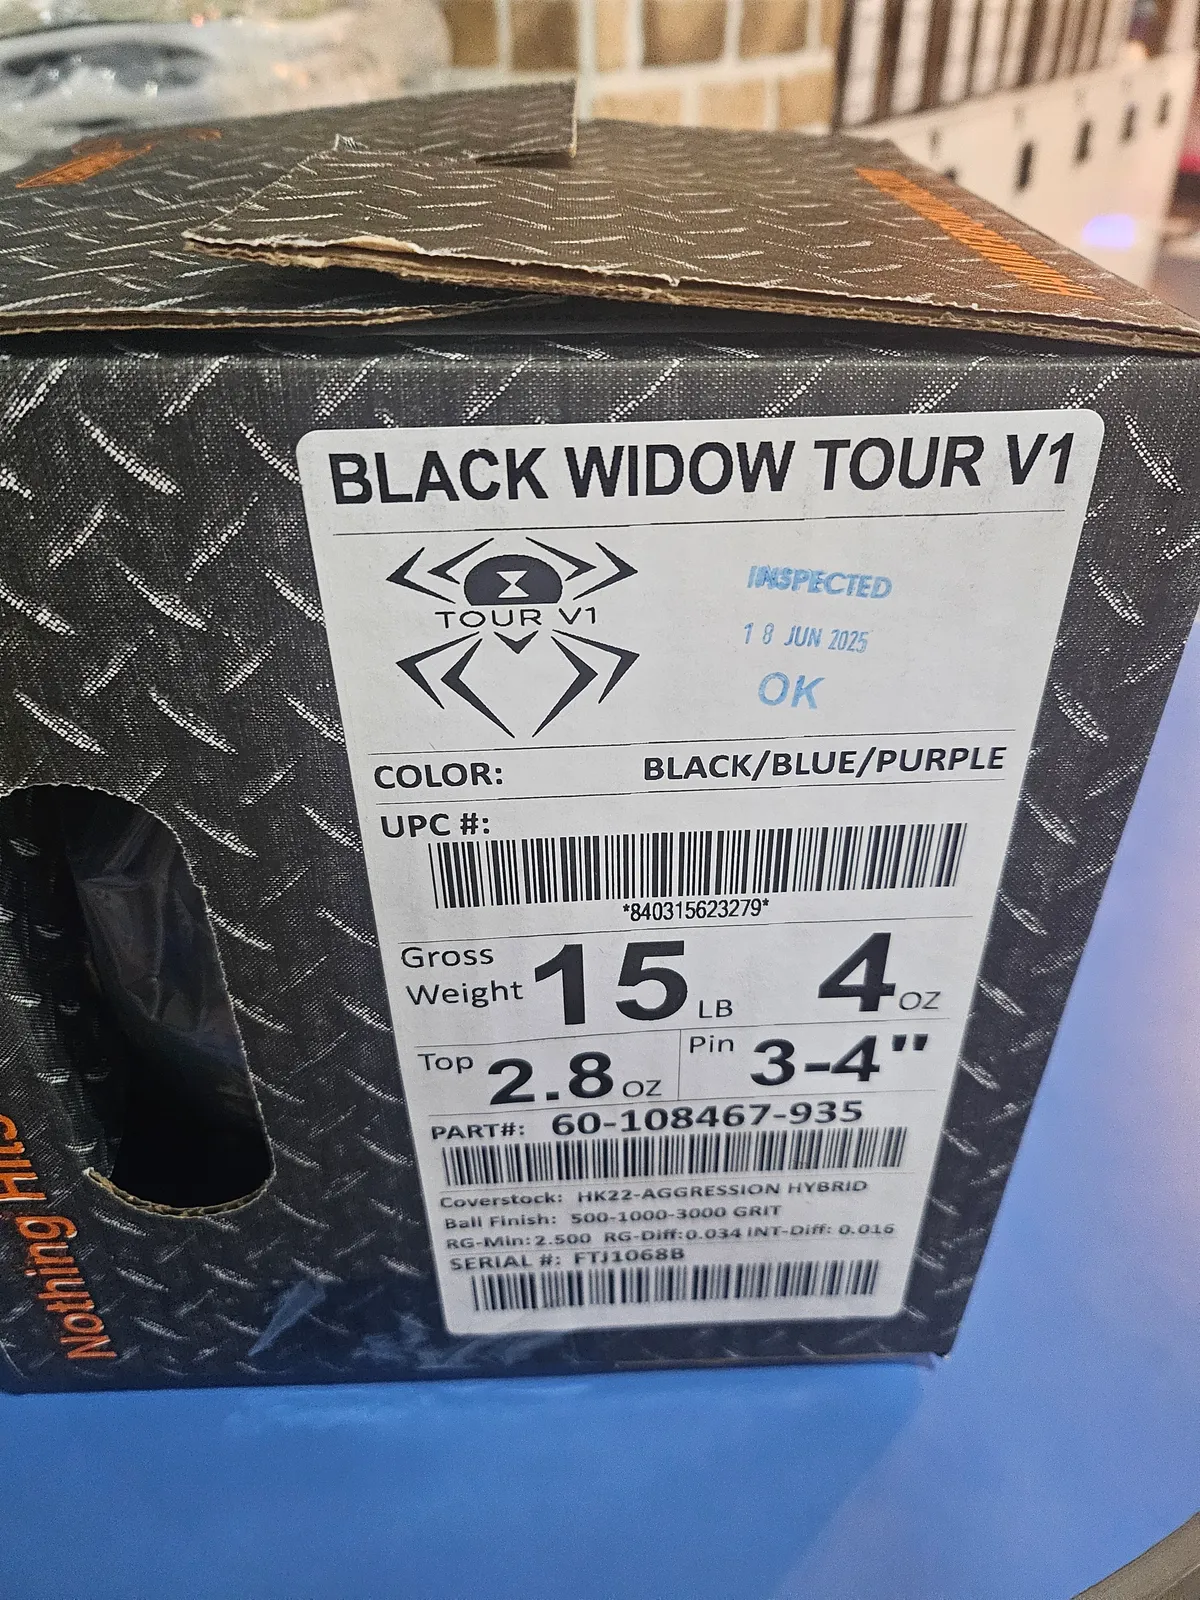 BLACK WIDOW TOUR V1
TOUR V1
INSPECTED
18 JUN 2025
OK
COLOR: BLACK/BLUE/PURPLE
UPC #:
*840315623279*
Gross Weight 15 LB 4 OZ
Top 2.8 OZ Pin 3-4"
PART#: 60-108467-935
Coverstock: HK22-AGGRESSION HYBRID
Ball Finish: 500-1000-3000 GRIT
RG-Min: 2.500 RG-Diff: 0.034 INT-Diff: 0.016
SERIAL #: FTJ1068B
Nothing Hits